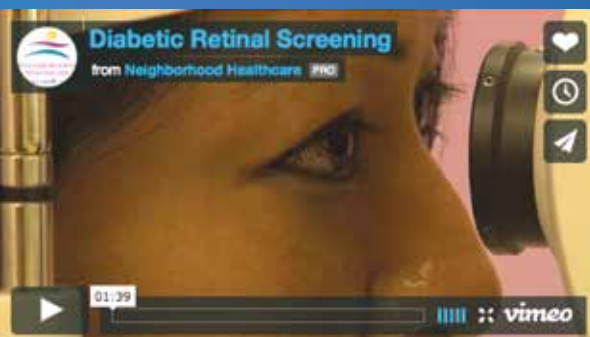 Diabetic Retinal Screening
from Neighborhood Healthcare PRO
01:39
vimeo